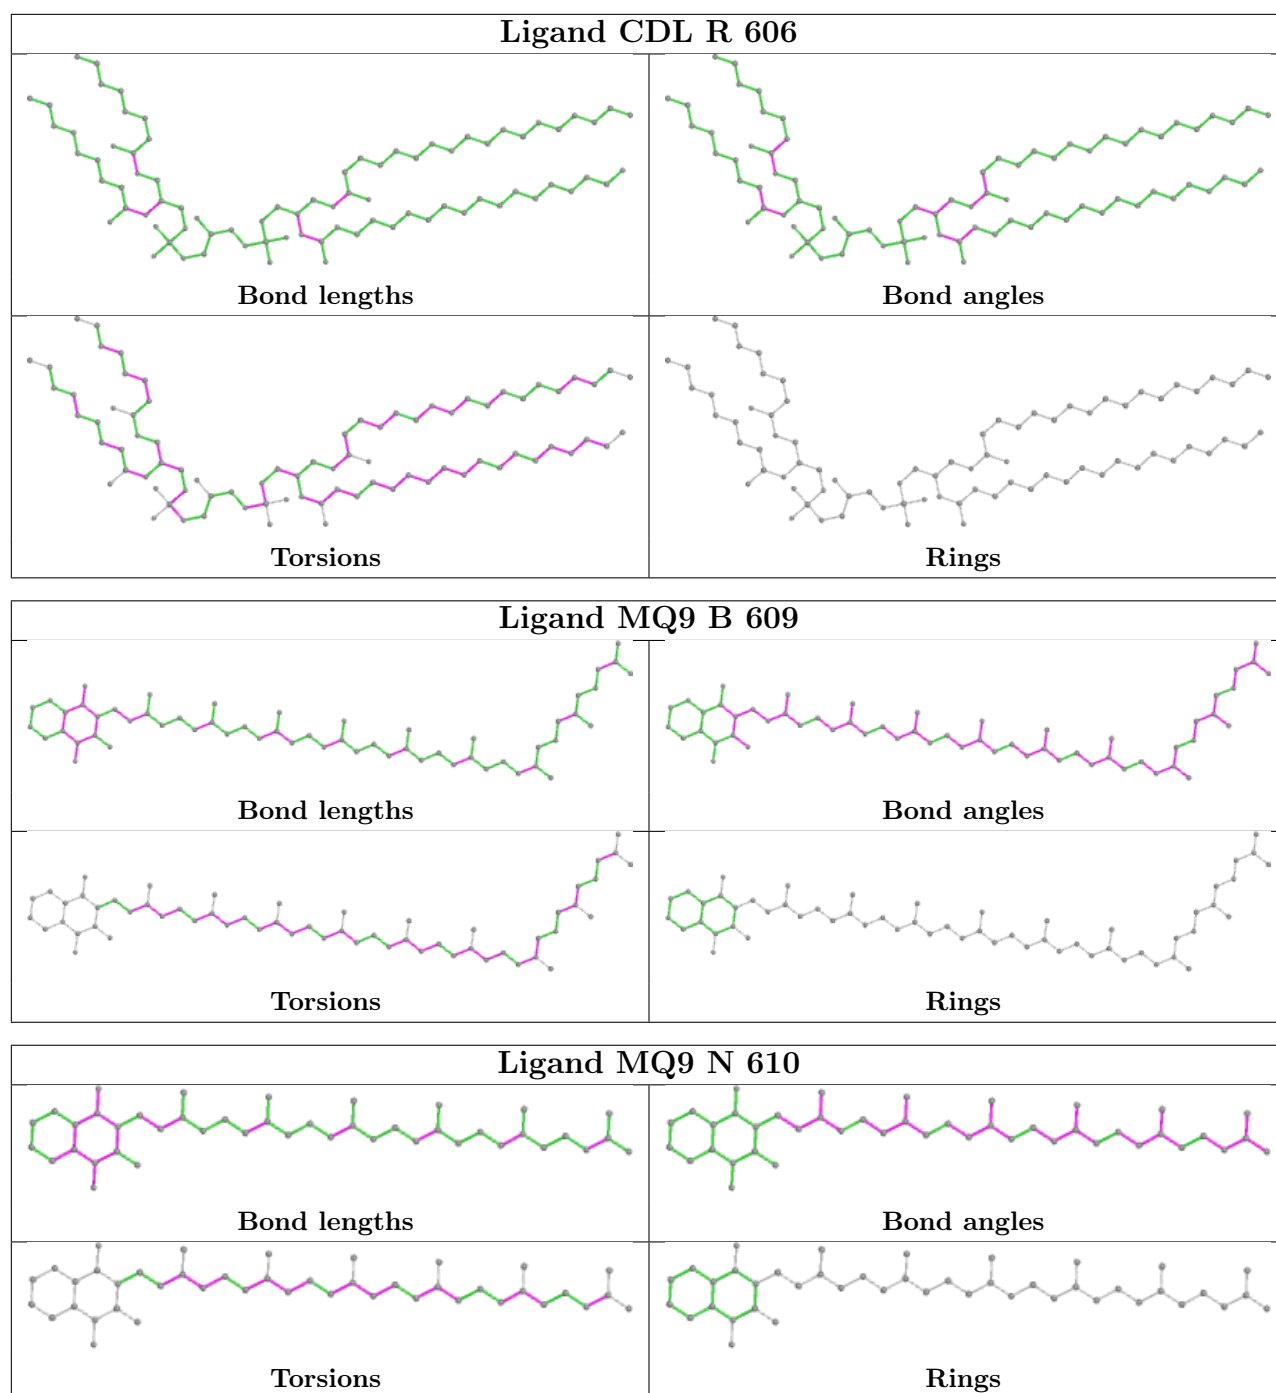 Ligand CDL R 606
Bond lengths
Bond angles
Torsions
Rings
Ligand MQ9 B 609
Bond lengths
Bond angles
Torsions
Rings
Ligand MQ9 N 610
Bond lengths
Bond angles
Torsions
Rings